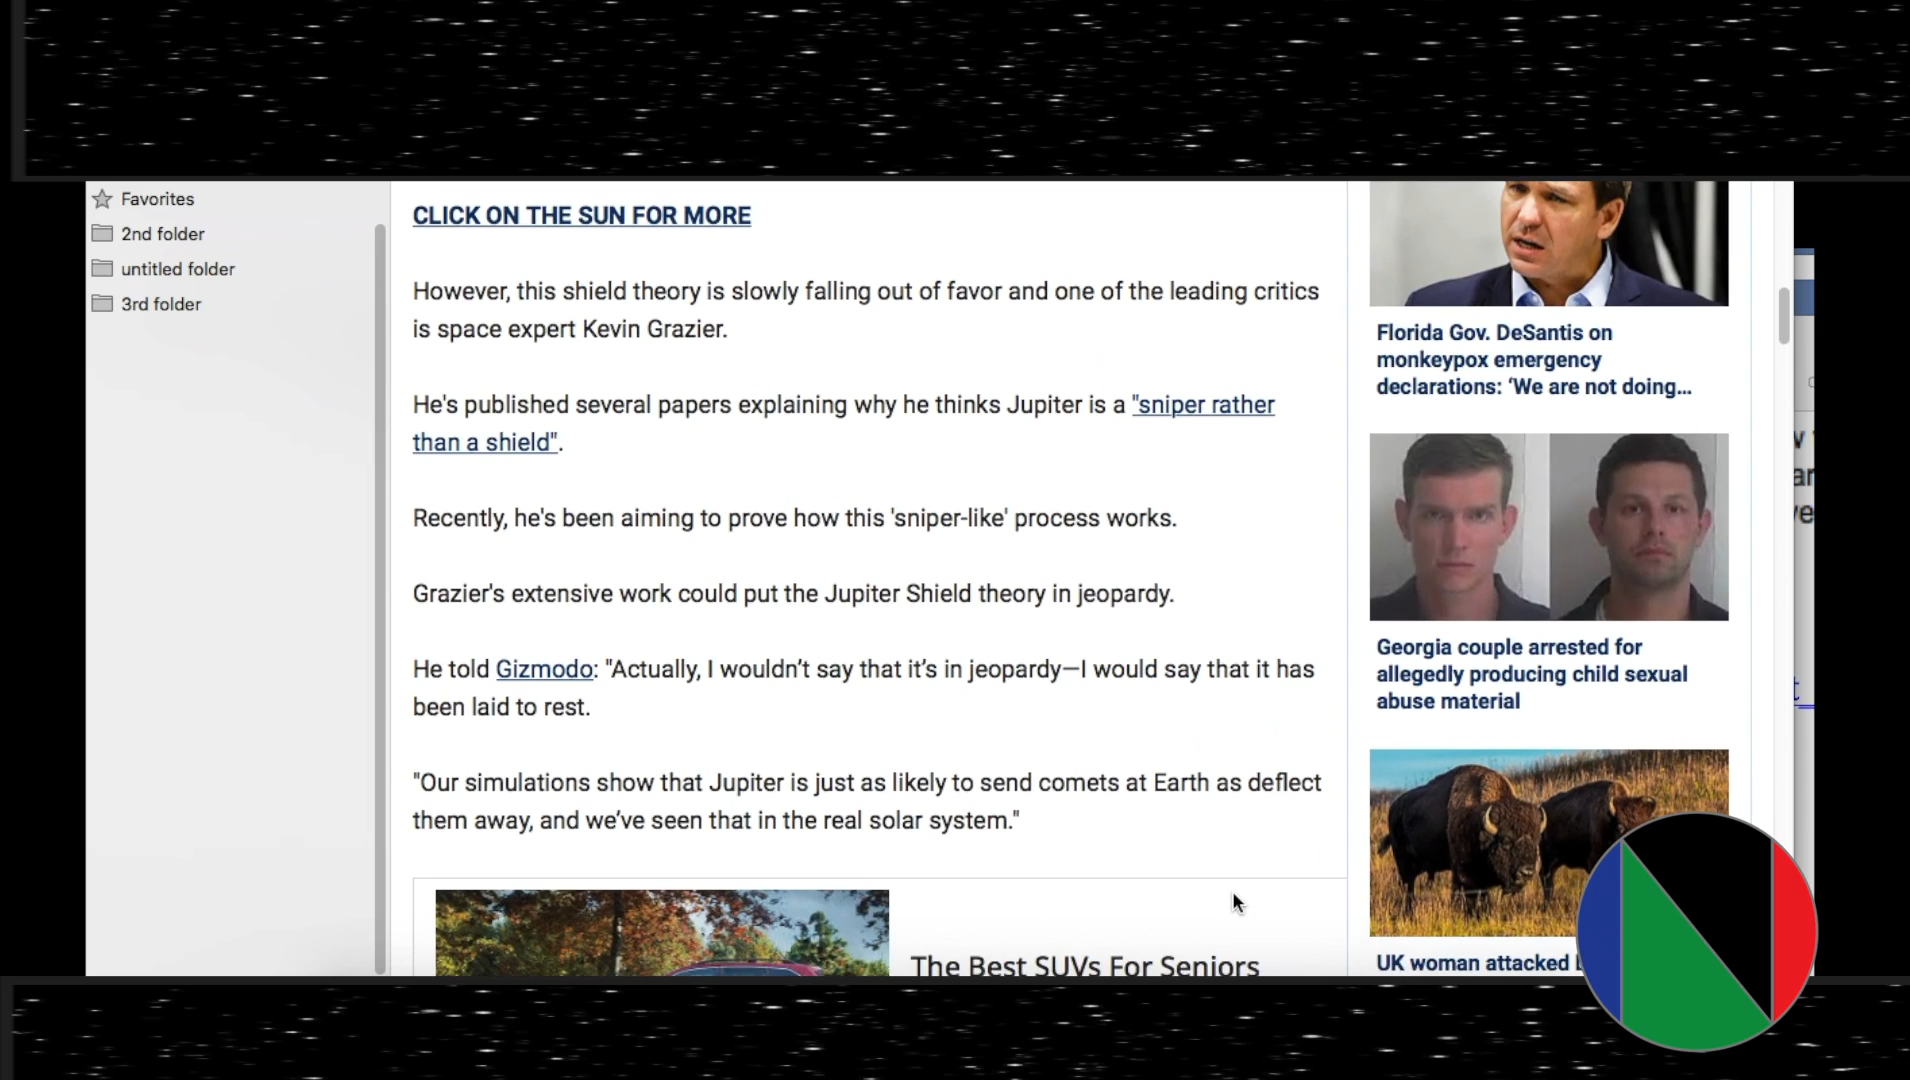 Favorites
2nd folder
untitled folder
3rd folder
CLICK ON THE SUN FOR MORE
However, this shield theory is slowly falling out of favor and one of the leading critics
is space expert Kevin Grazier.
He's published several papers explaining why he thinks Jupiter is a "sniper rather
than a shield".
Recently, he's been aiming to prove how this 'sniper-like' process works.
Grazier's extensive work could put the Jupiter Shield theory in jeopardy.
He told Gizmodo: "Actually, I wouldn’t say that it’s in jeopardy—I would say that it has
been laid to rest.
"Our simulations show that Jupiter is just as likely to send comets at Earth as deflect
them away, and we’ve seen that in the real solar system."
The Best SUVs For Seniors
Florida Gov. DeSantis on
monkeypox emergency
declarations: ‘We are not doing...
Georgia couple arrested for
allegedly producing child sexual
abuse material
UK woman attacked